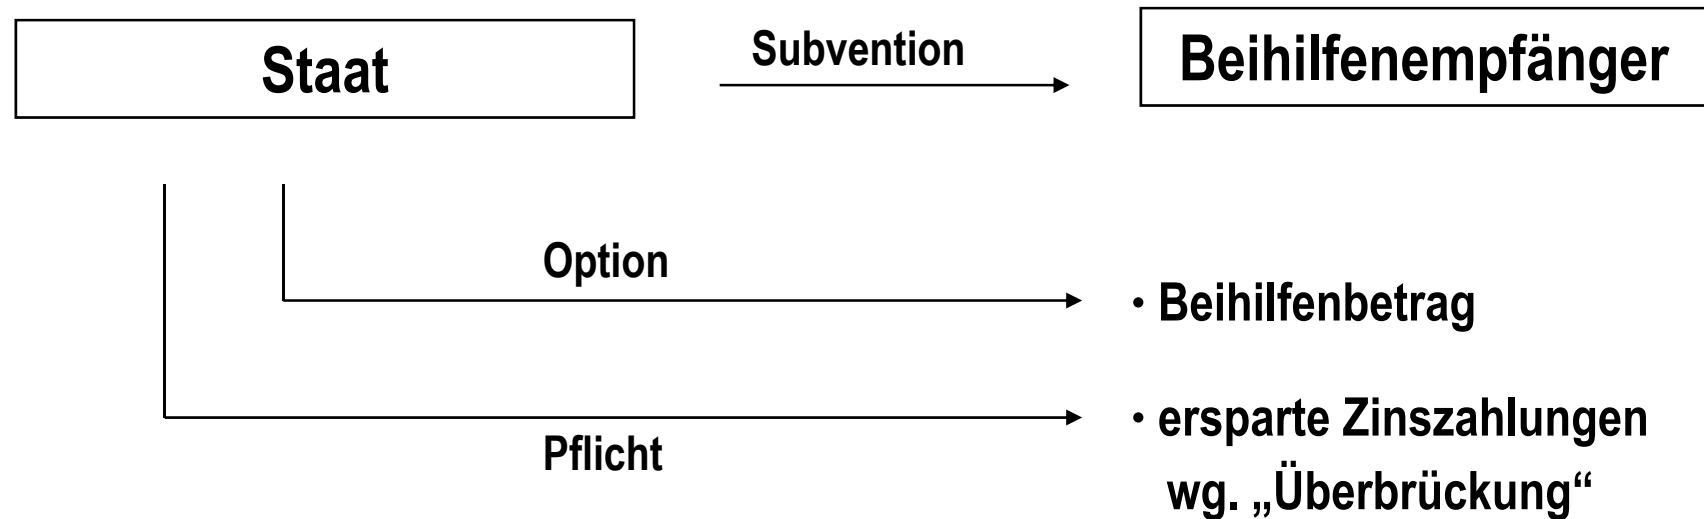 Staat
Subvention
Beihilfenempfänger
Option
• Beihilfenbetrag
Pflicht
• ersparte Zinszahlungen
wg. „Überbrückung“